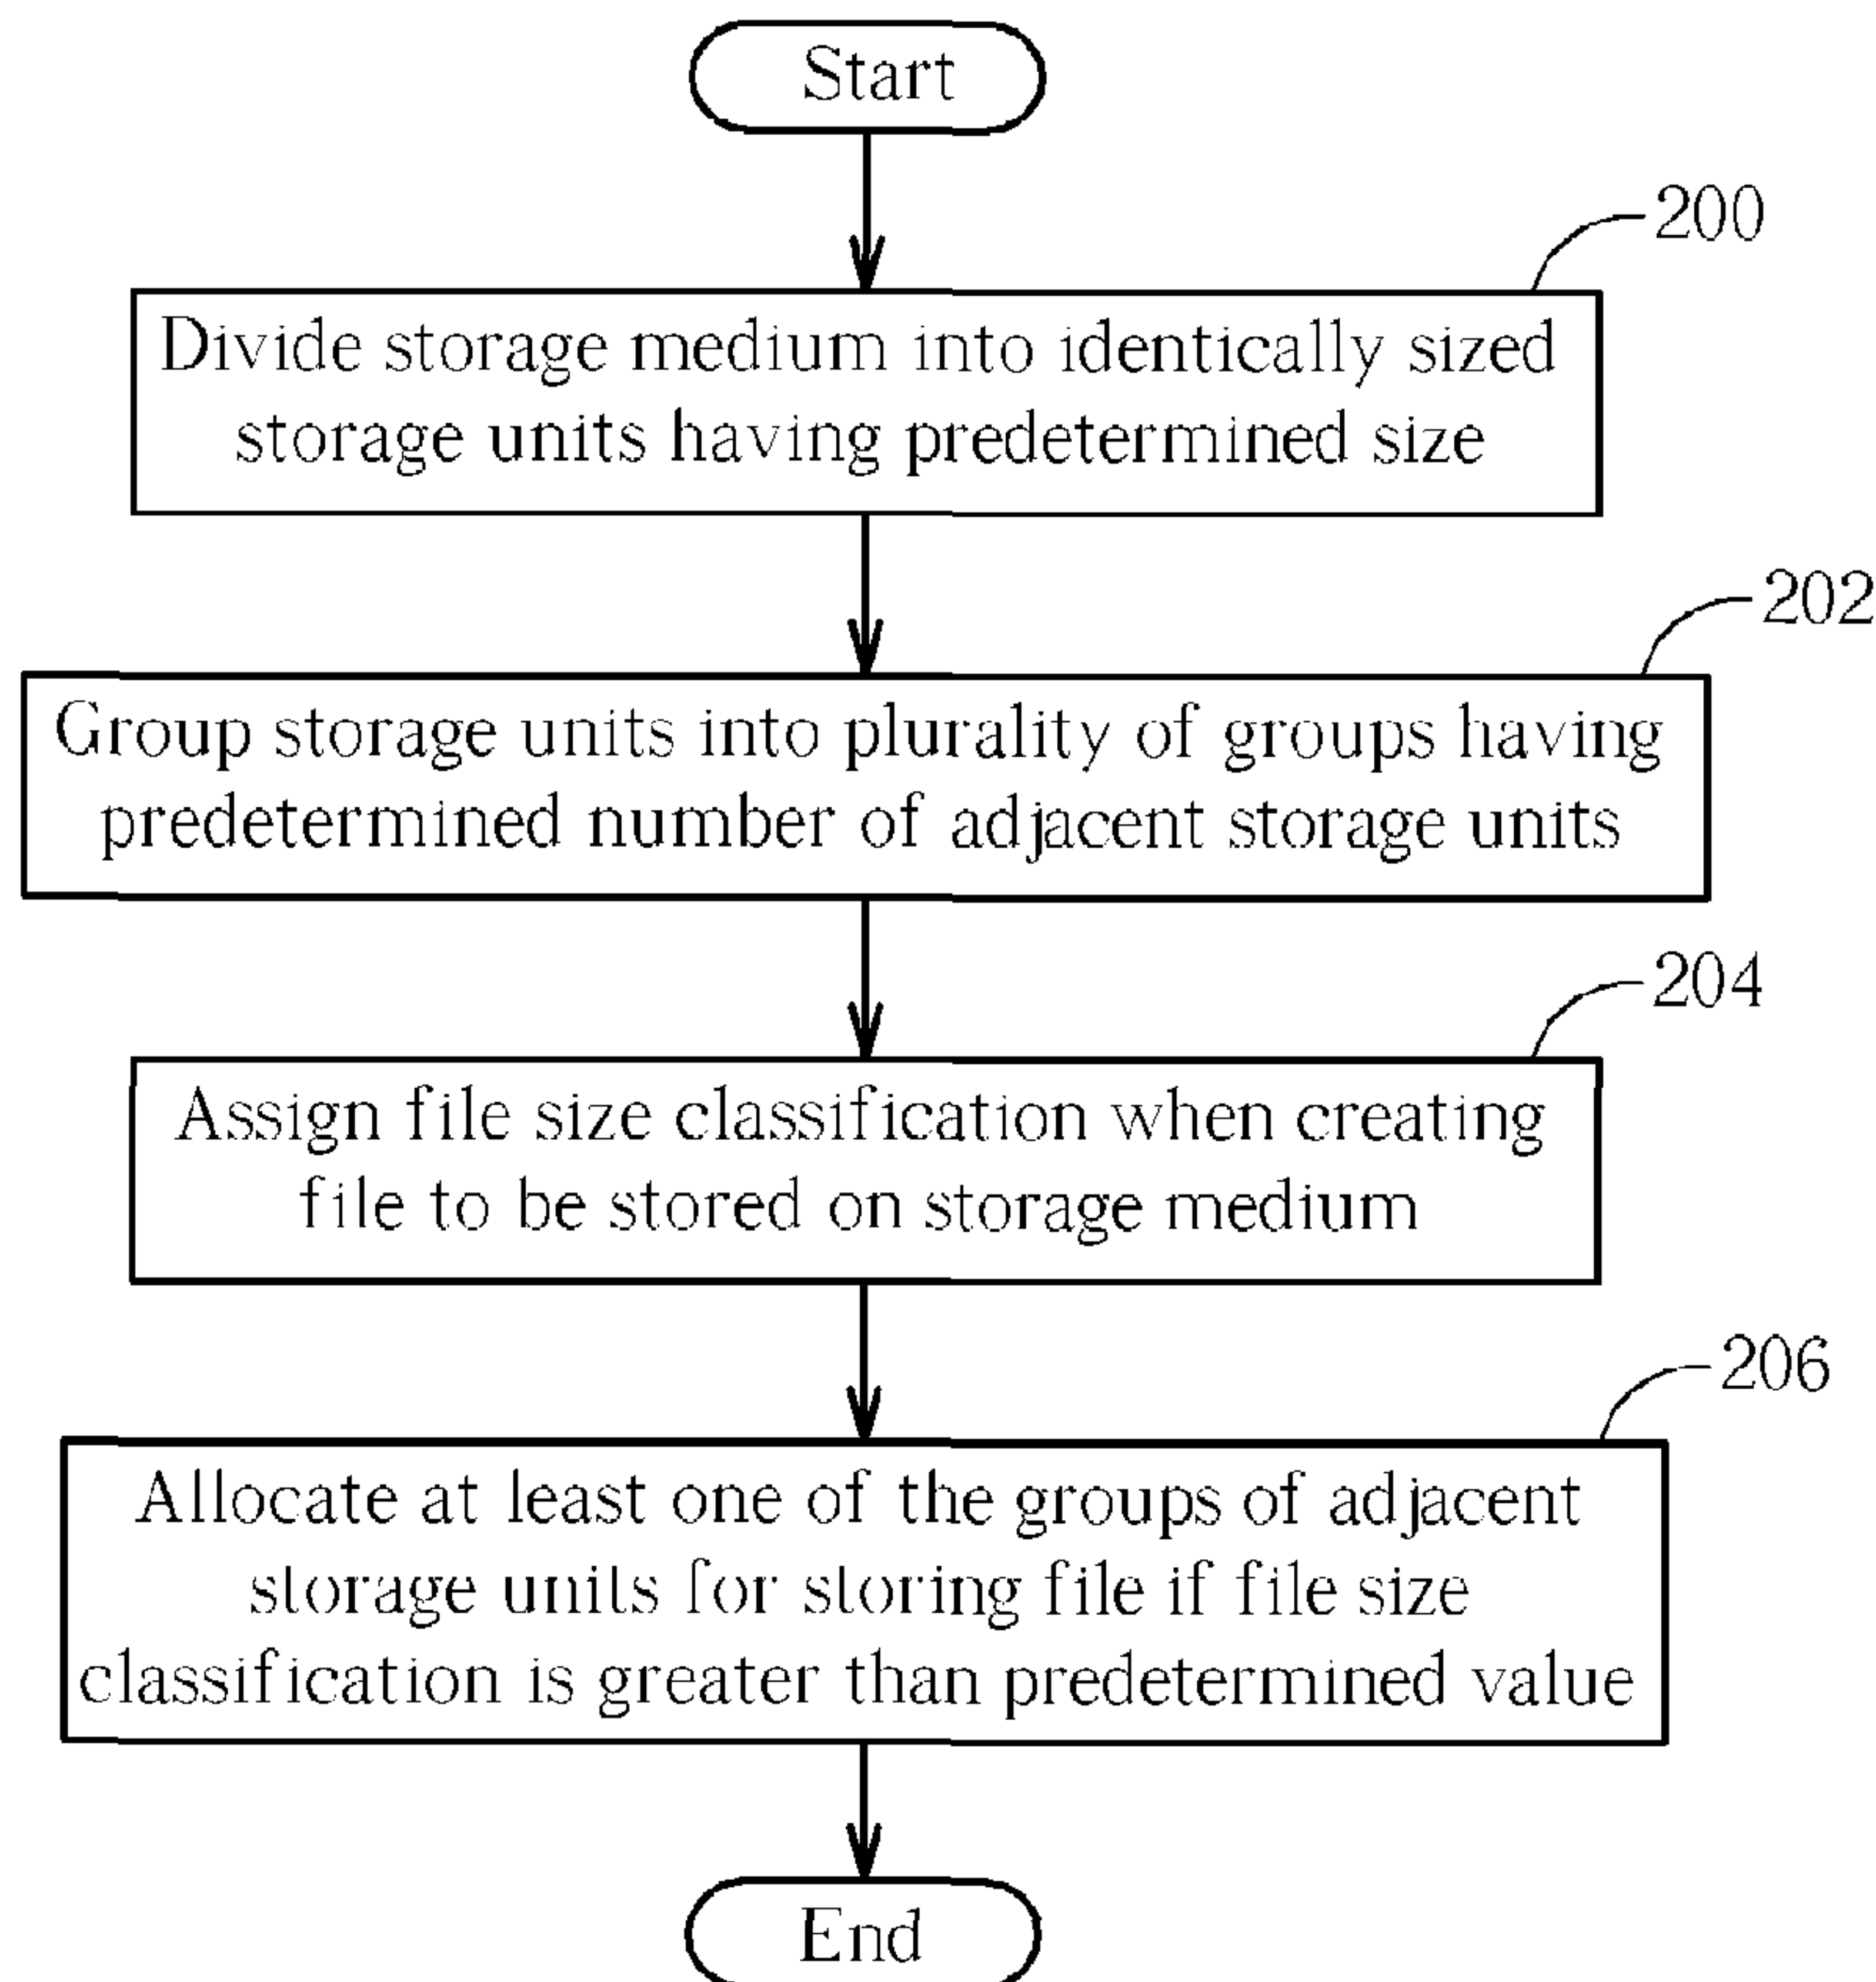 Start
200
Divide storage medium into identically sized
storage units having predetermined size
202
Group storage units into plurality of groups having
predetermined number of adjacent storage units
204
Assign file size classification when creating
file to be stored on storage medium
206
Allocate at least one of the groups of adjacent
storage units for storing file if file size
classification is greater than predetermined value
End